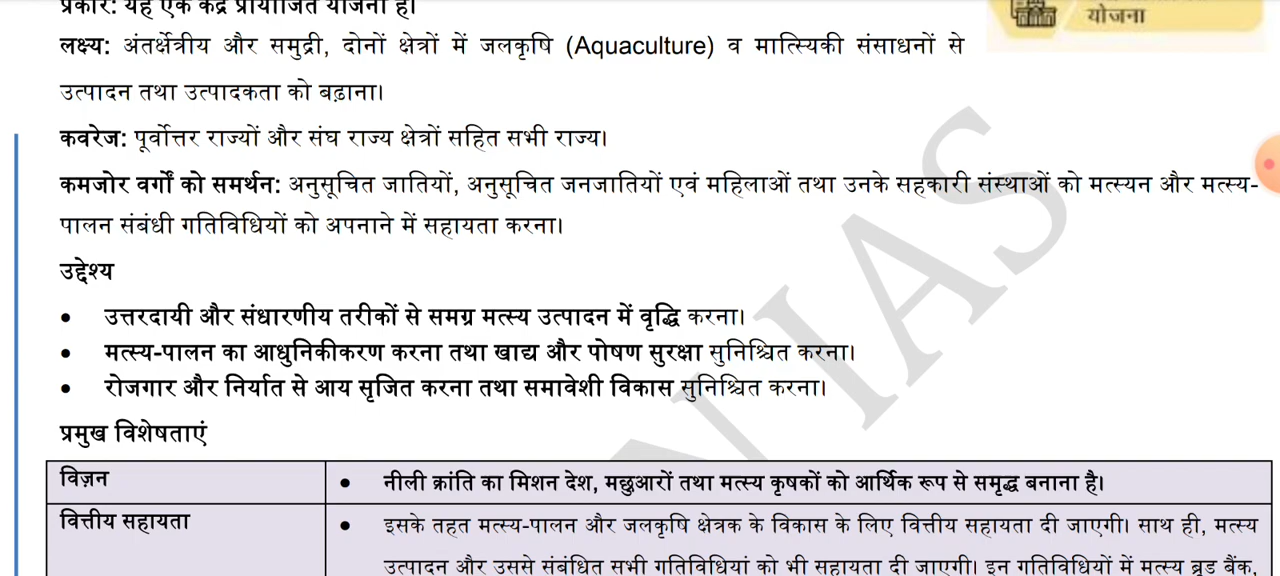 प्रकार: यह एक केंद्र प्रायोजित योजना है।
योजना
लक्ष्य: अंतर्क्षेत्रीय और समुद्री, दोनों क्षेत्रों में जलकृषि (Aquaculture) व मात्स्यिकी संसाधनों से
उत्पादन तथा उत्पादकता को बढ़ाना।
कवरेज: पूर्वोत्तर राज्यों और संघ राज्य क्षेत्रों सहित सभी राज्य।
कमजोर वर्गों को समर्थन: अनुसूचित जातियों, अनुसूचित जनजातियों एवं महिलाओं तथा उनके सहकारी संस्थाओं को मत्स्यन और मत्स्य-
पालन संबंधी गतिविधियों को अपनाने में सहायता करना।
उद्देश्य
• उत्तरदायी और संधारणीय तरीकों से समग्र मत्स्य उत्पादन में वृद्धि करना।
• मत्स्य-पालन का आधुनिकीकरण करना तथा खाद्य और पोषण सुरक्षा सुनिश्चित करना।
• रोजगार और निर्यात से आय सृजित करना तथा समावेशी विकास सुनिश्चित करना।
प्रमुख विशेषताएं
विज़न • नीली क्रांति का मिशन देश, मछुआरों तथा मत्स्य कृषकों को आर्थिक रूप से समृद्ध बनाना है।
वित्तीय सहायता • इसके तहत मत्स्य-पालन और जलकृषि क्षेत्रक के विकास के लिए वित्तीय सहायता दी जाएगी। साथ ही, मत्स्य
उत्पादन और उससे संबंधित सभी गतिविधियां को भी सहायता दी जाएगी। इन गतिविधियों में मत्स्य ब्रूड बैंक,
IAS